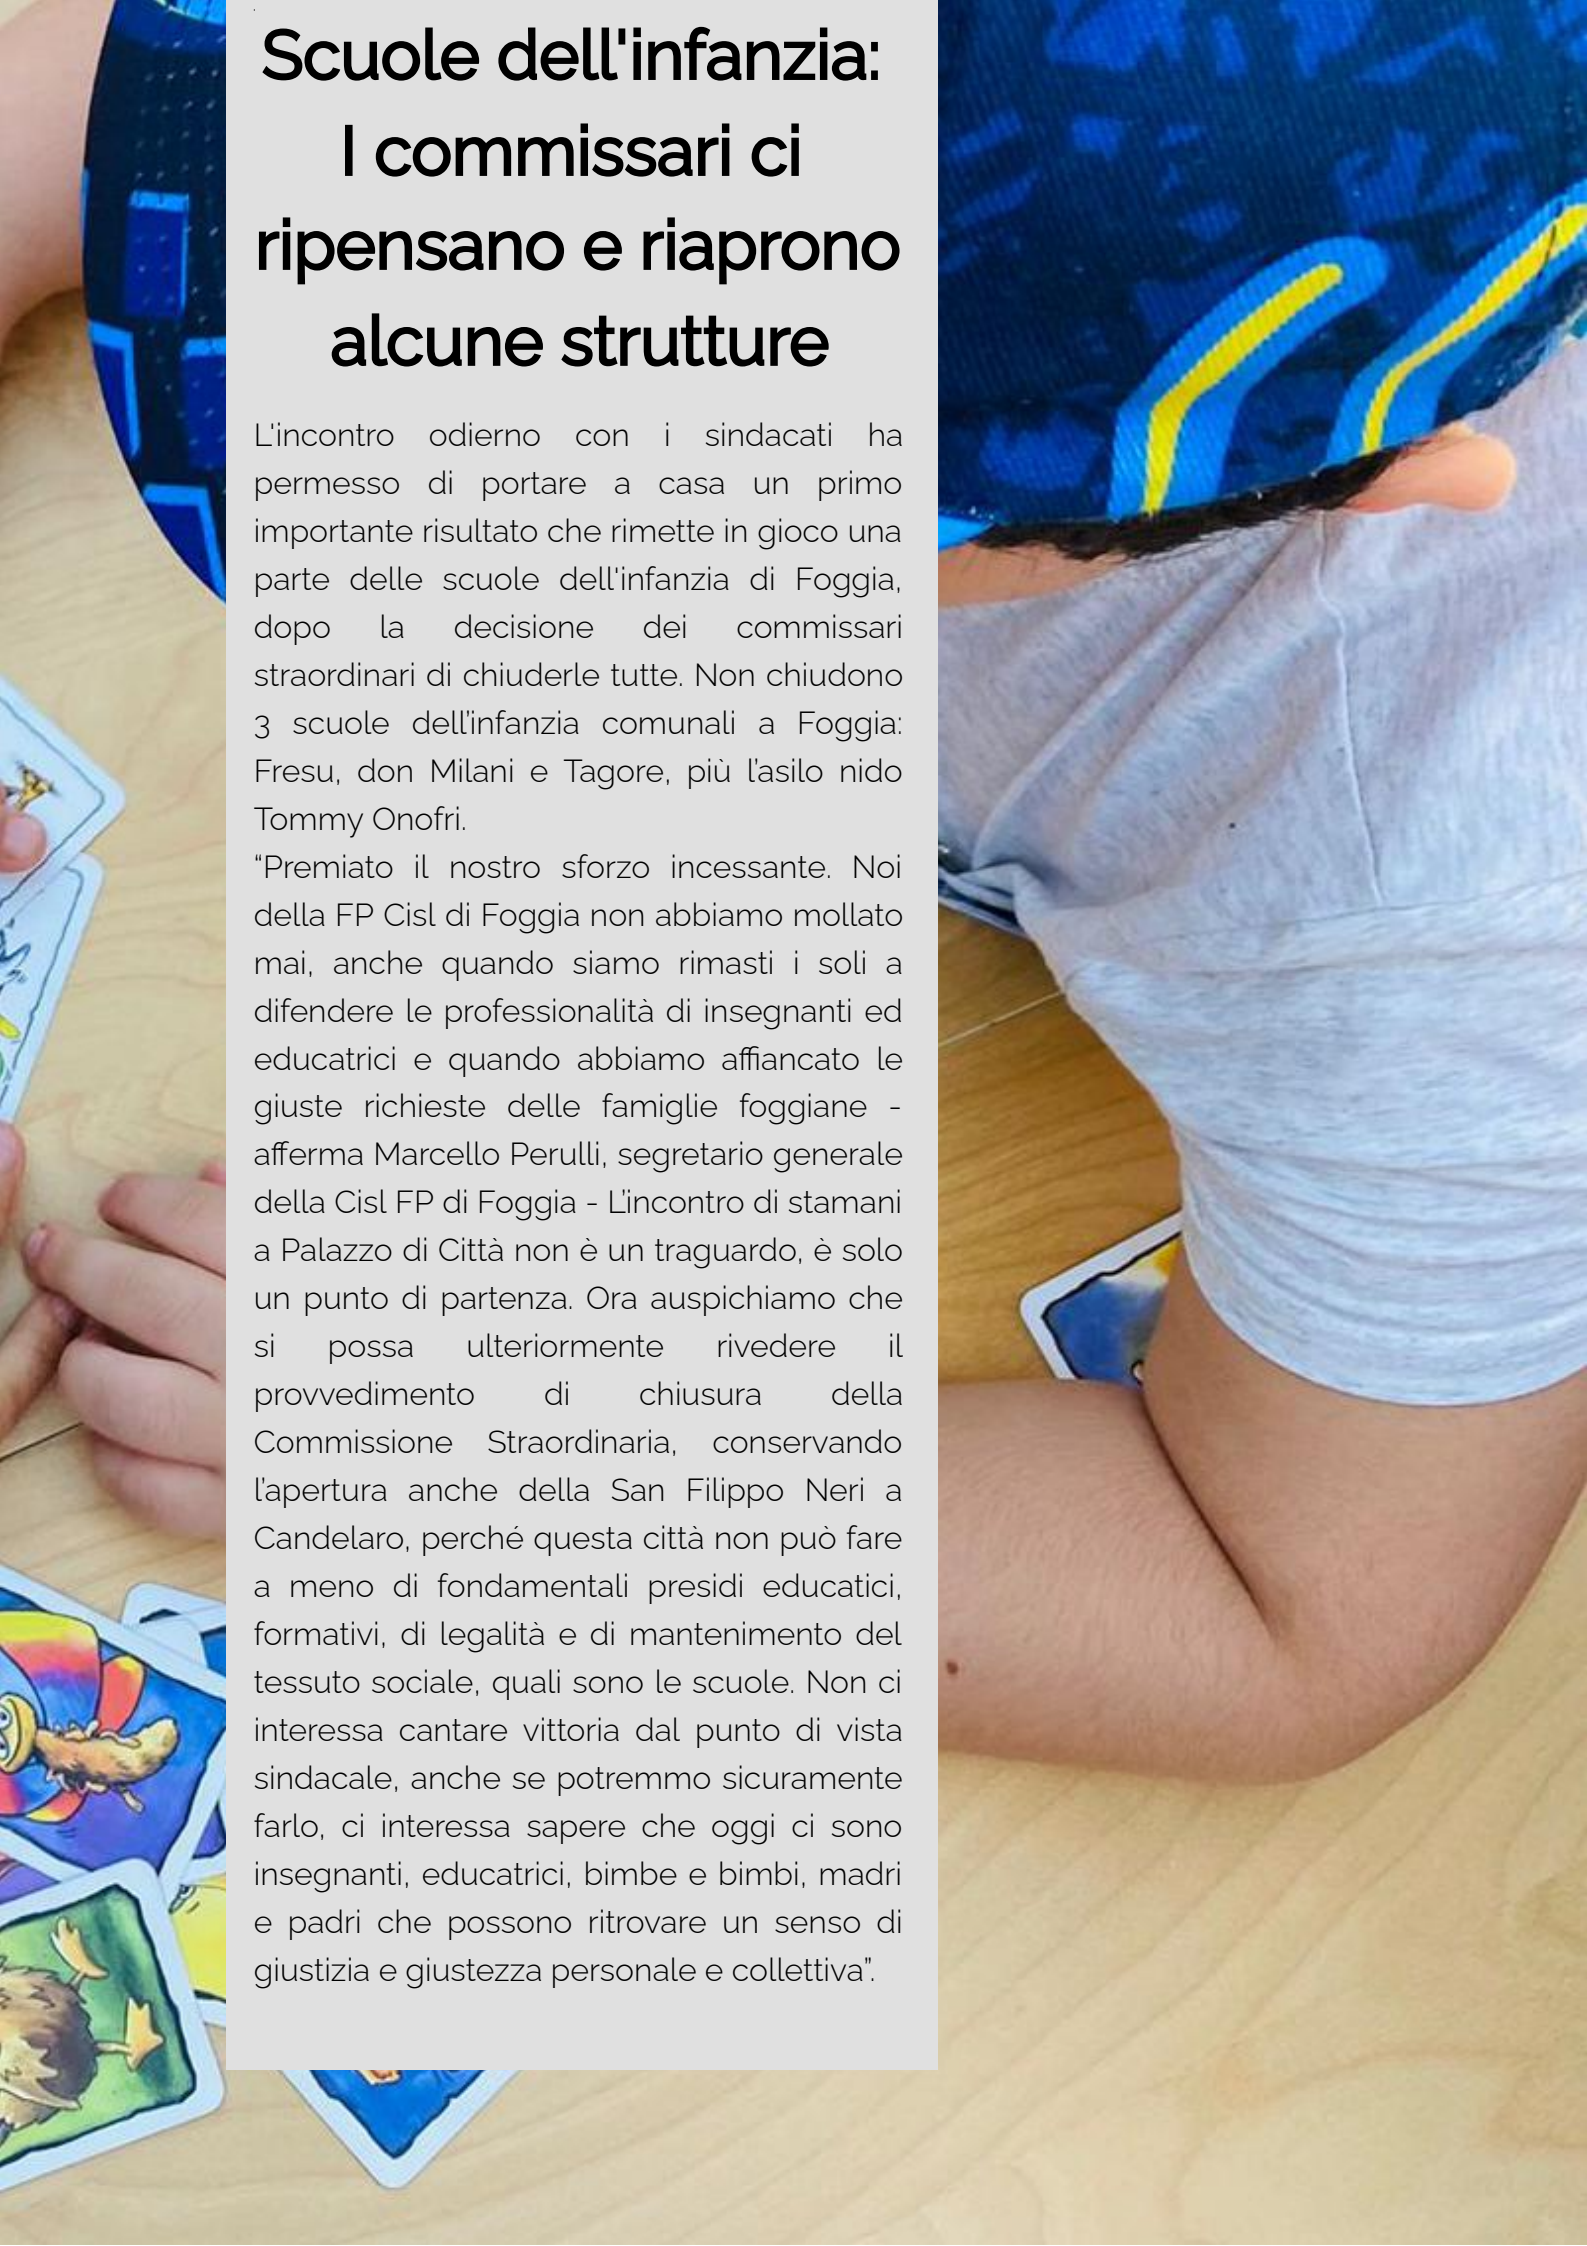 Scuole dell'infanzia:
I commissari ci
ripensano e riaprono
alcune strutture
L'incontro odierno con i sindacati ha
permesso di portare a casa un primo
importante risultato che rimette in gioco una
parte delle scuole dell'infanzia di Foggia,
dopo la decisione dei commissari
straordinari di chiuderle tutte. Non chiudono
3 scuole dell’infanzia comunali a Foggia:
Fresu, don Milani e Tagore, più l’asilo nido
Tommy Onofri.
“Premiato il nostro sforzo incessante. Noi
della FP Cisl di Foggia non abbiamo mollato
mai, anche quando siamo rimasti i soli a
difendere le professionalità di insegnanti ed
educatrici e quando abbiamo affiancato le
giuste richieste delle famiglie foggiane -
afferma Marcello Perulli, segretario generale
della Cisl FP di Foggia - L’incontro di stamani
a Palazzo di Città non è un traguardo, è solo
un punto di partenza. Ora auspichiamo che
si possa ulteriormente rivedere il
provvedimento di chiusura della
Commissione Straordinaria, conservando
l’apertura anche della San Filippo Neri a
Candelaro, perché questa città non può fare
a meno di fondamentali presidi educatici,
formativi, di legalità e di mantenimento del
tessuto sociale, quali sono le scuole. Non ci
interessa cantare vittoria dal punto di vista
sindacale, anche se potremmo sicuramente
farlo, ci interessa sapere che oggi ci sono
insegnanti, educatrici, bimbe e bimbi, madri
e padri che possono ritrovare un senso di
giustizia e giustezza personale e collettiva”.